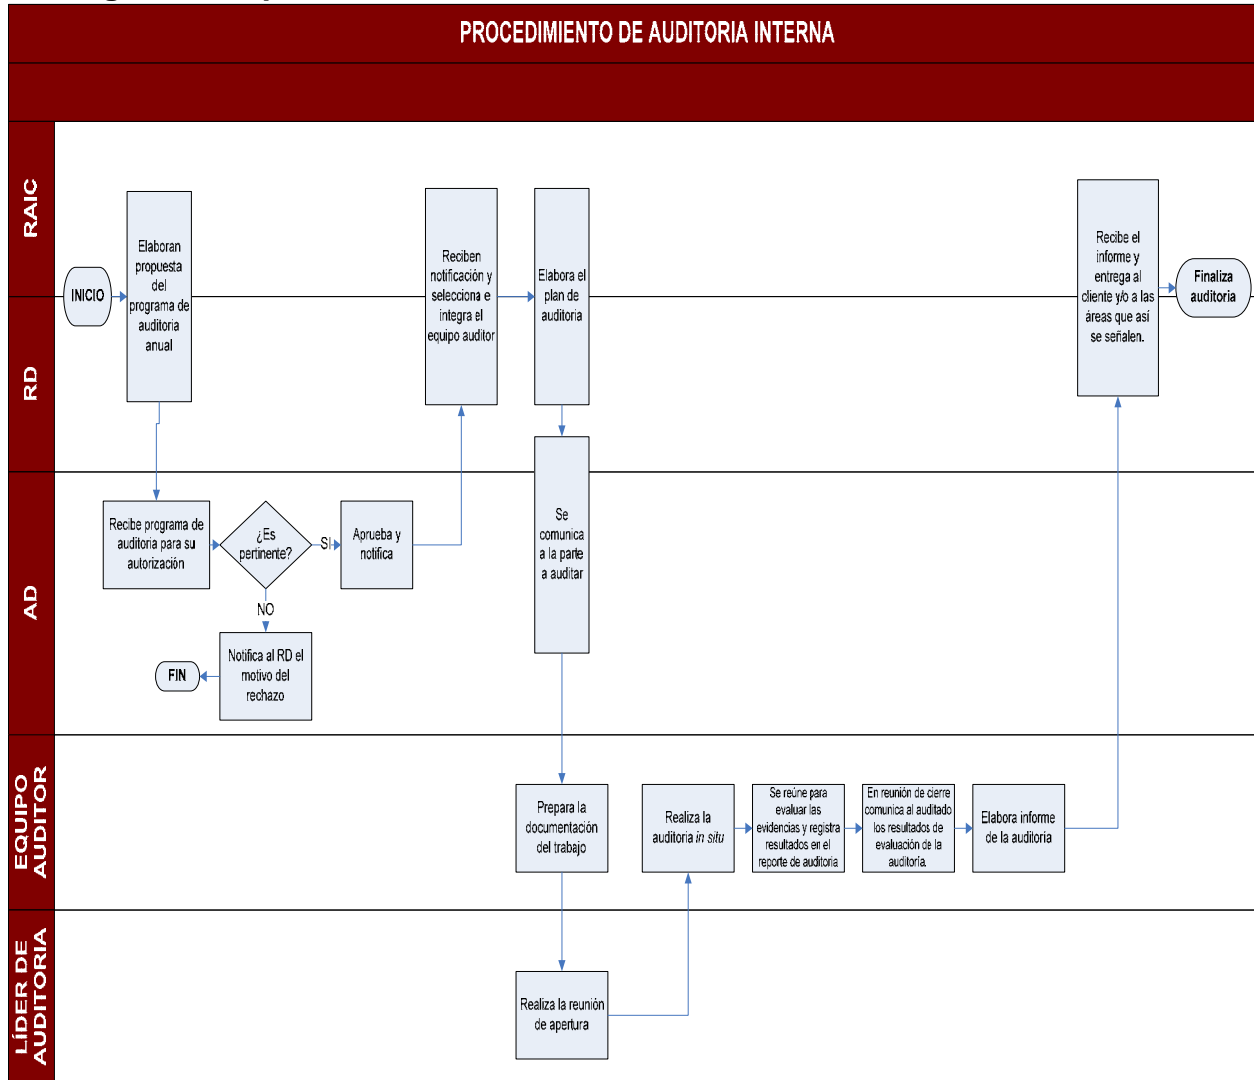 PROCEDIMIENTO DE AUDITORIA INTERNA
RAIC
RD
AD
EQUIPO
AUDITOR
LÍDER DE
AUDITORIA
INICIO
Elaboran
propuesta
del
programa de
auditoria
anual
Recibe programa de
auditoria para su
autorización
¿Es
pertinente?
SI
NO
Aprueba y
notifica
Notifica al RD el
motivo del
rechazo
FIN
Reciben
notificación y
selecciona e
integra el
equipo auditor
Elabora el
plan de
auditoria
Se
comunica
a la parte
a auditar
Prepara la
documentación
del trabajo
Realiza la reunión
de apertura
Realiza la
auditoria in situ
Se reúne para
evaluar las
evidencias y registra
resultados en el
reporte de auditoria
En reunión de cierre
comunica al auditado
los resultados de
evaluación de la
auditoría.
Elabora informe
de la auditoria
Recibe el
informe y
entrega al
cliente y/o a las
áreas que así
se señalen.
Finaliza
auditoria